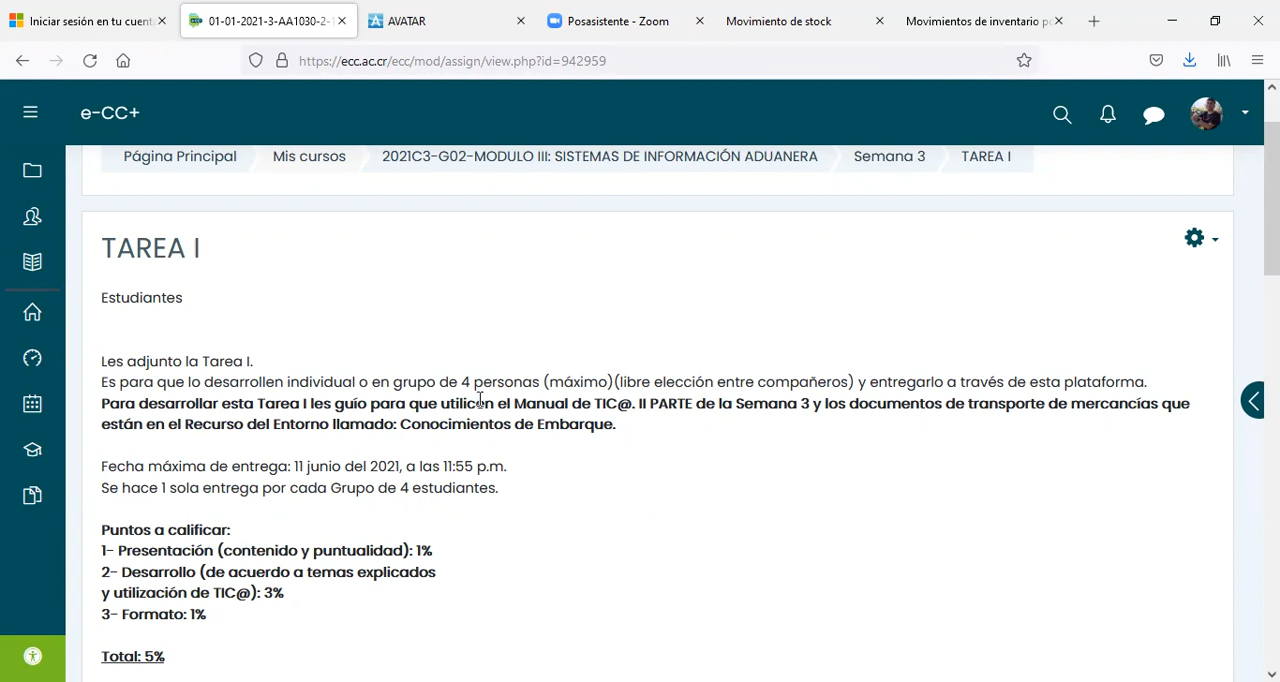 Iniciar sesión en tu cuenta
01-01-2021-3-AA1030-2-1
AVATAR
Posasistente - Zoom
Movimiento de stock
Movimientos de inventario po
https://ecc.ac.cr/ecc/mod/assign/view.php?id=942959
e-CC+
Página Principal
Mis cursos
2021C3-G02-MODULO III: SISTEMAS DE INFORMACIÓN ADUANERA
Semana 3
TAREA I
TAREA I
Estudiantes
Les adjunto la Tarea I.
Es para que lo desarrollen individual o en grupo de 4 personas (máximo)(libre elección entre compañeros) y entregarlo a través de esta plataforma.
Para desarrollar esta Tarea I les guío para que utilicen el Manual de TIC@. II PARTE de la Semana 3 y los documentos de transporte de mercancías que
están en el Recurso del Entorno llamado: Conocimientos de Embarque.
Fecha máxima de entrega: 11 junio del 2021, a las 11:55 p.m.
Se hace 1 sola entrega por cada Grupo de 4 estudiantes.
Puntos a calificar:
1- Presentación (contenido y puntualidad): 1%
2- Desarrollo (de acuerdo a temas explicados
y utilización de TIC@): 3%
3- Formato: 1%
Total: 5%